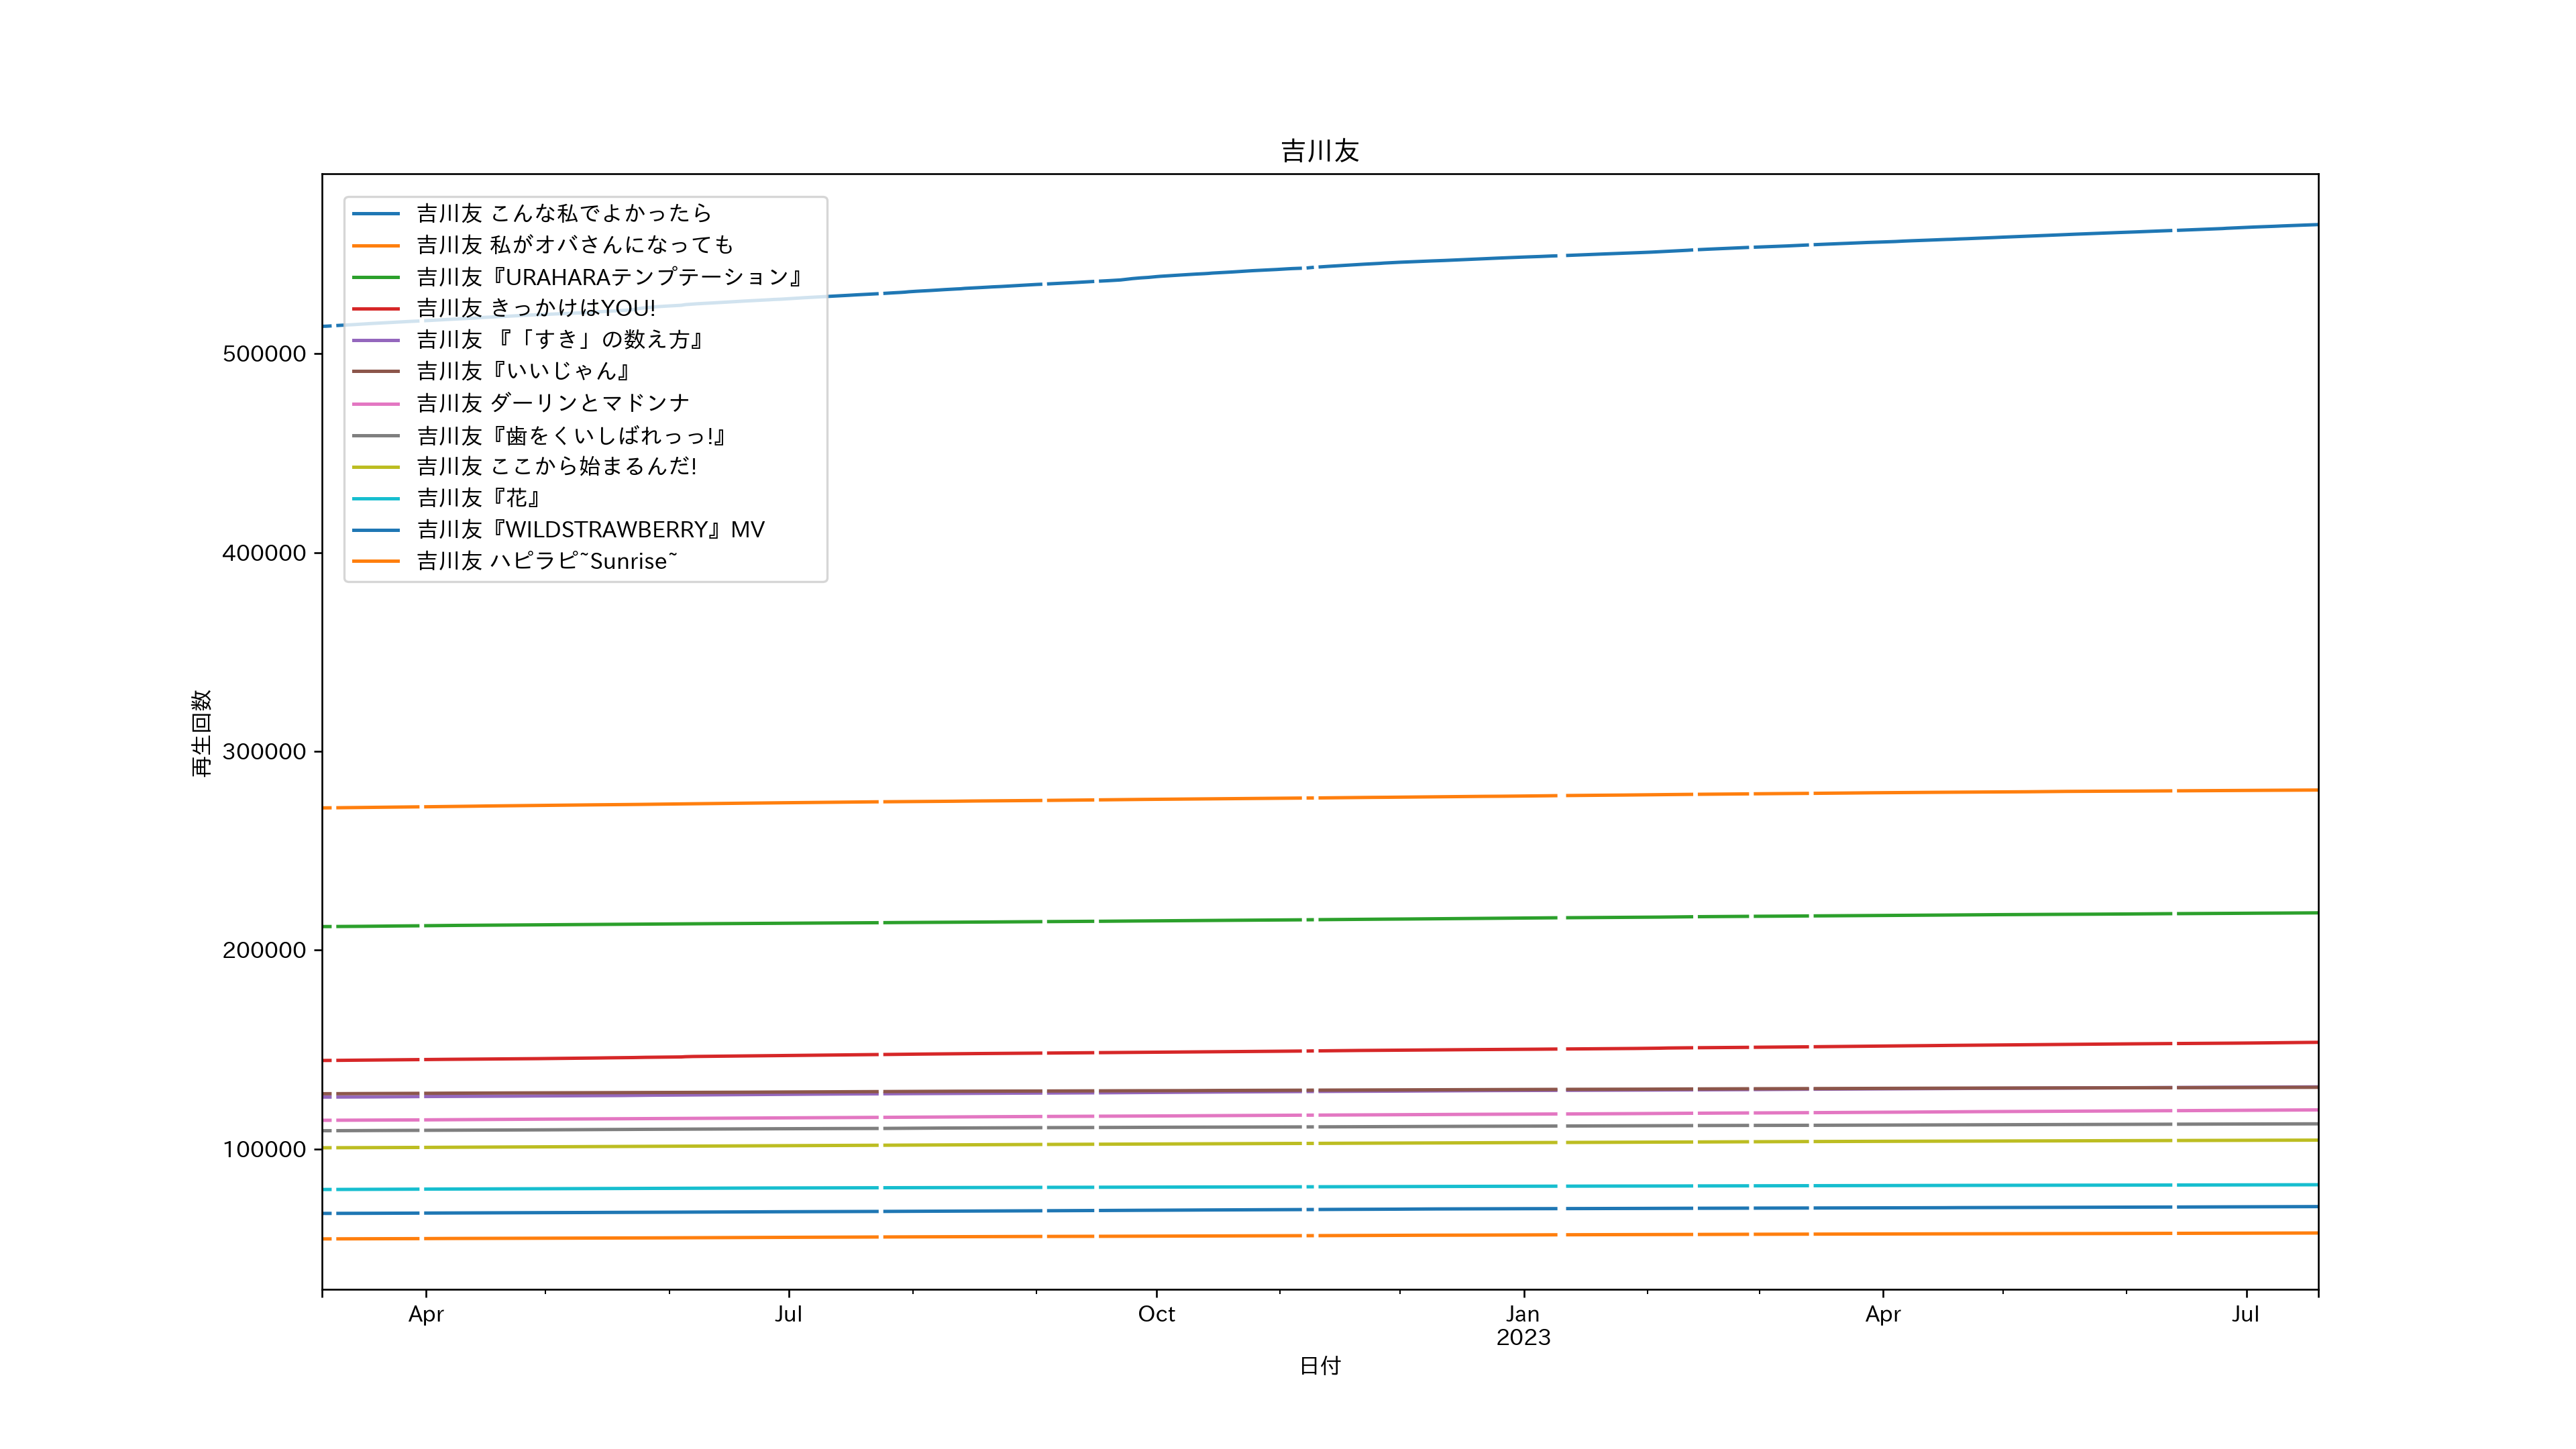 吉川友
吉川友 こんな私でよかったら
吉川友 私がオバさんになっても
吉川友『URAHARAテンプテーション』
吉川友 きっかけはYOU!
吉川友 『「すき」の数え方』
吉川友『いいじゃん』
吉川友 ダーリンとマドンナ
吉川友『歯をくいしばれっっ!』
吉川友 ここから始まるんだ!
吉川友『花』
吉川友『WILDSTRAWBERRY』MV
吉川友 ハピラピ~Sunrise~
500000
400000
300000
200000
100000
再生回数
Apr
Jul
Oct
Jan
2023
Apr
Jul
日付